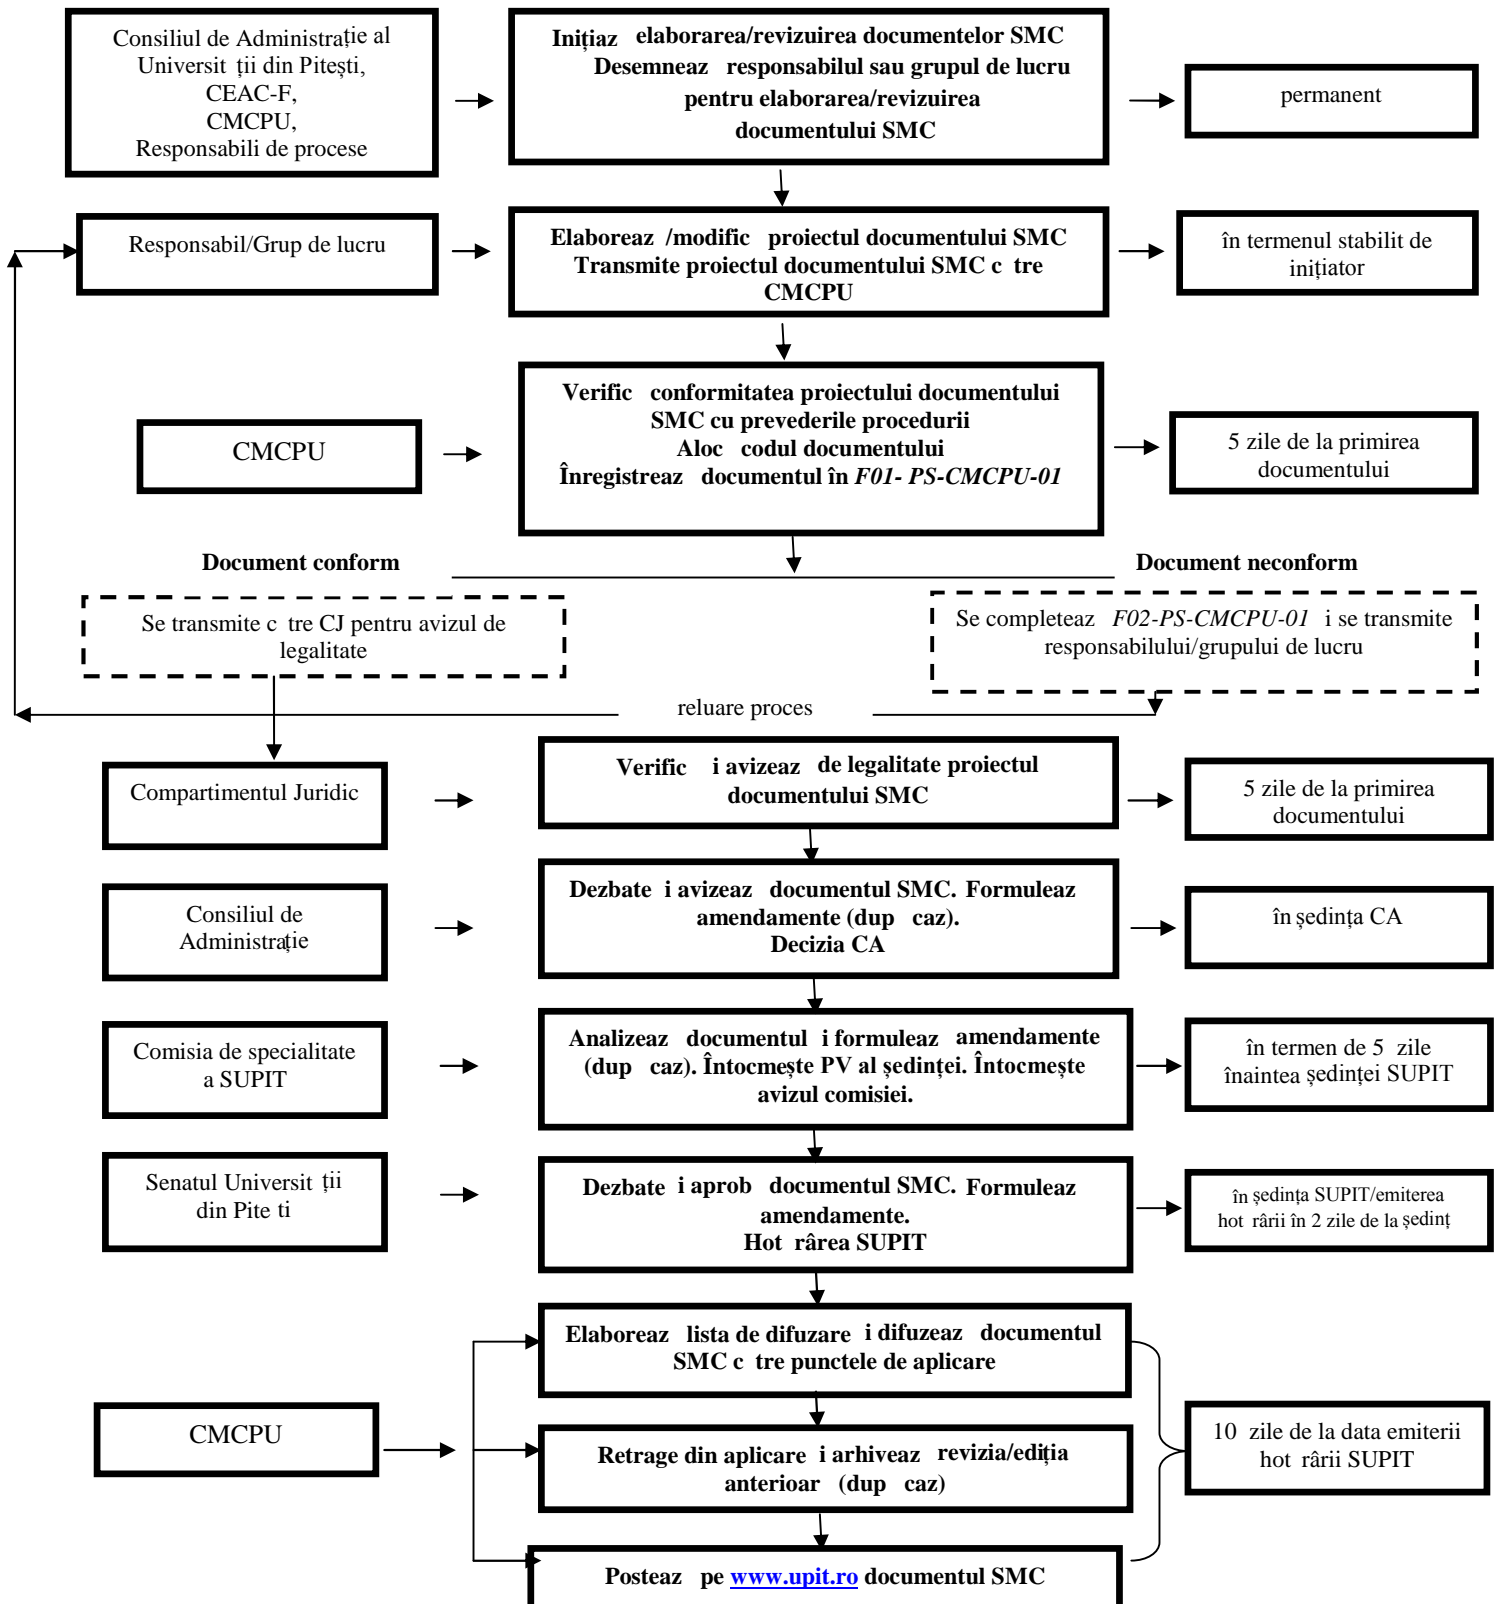 Consiliul de Administrație al
Universit ții din Pitești,
CEAC-F,
CMCPU,
Responsabili de procese
Inițiaz elaborarea/revizuirea documentelor SMC
Desemneaz responsabilul sau grupul de lucru
pentru elaborarea/revizuirea
documentului SMC
permanent
Responsabil/Grup de lucru
Elaboreaz /modific proiectul documentului SMC
Transmite proiectul documentului SMC c tre
CMCPU
în termenul stabilit de
inițiator
CMCPU
Verific conformitatea proiectului documentului
SMC cu prevederile procedurii
Aloc codul documentului
Înregistreaz documentul în F01- PS-CMCPU-01
5 zile de la primirea
documentului
Document conform
Document neconform
Se transmite c tre CJ pentru avizul de
legalitate
Se completeaz F02-PS-CMCPU-01 i se transmite
responsabilului/grupului de lucru
reluare proces
Compartimentul Juridic
Verific i avizeaz de legalitate proiectul
documentului SMC
5 zile de la primirea
documentului
Consiliul de
Administrație
Dezbate i avizeaz documentul SMC. Formuleaz
amendamente (dup caz).
Decizia CA
în ședința CA
Comisia de specialitate
a SUPIT
Analizeaz documentul i formuleaz amendamente
(dup caz). Întocmește PV al ședinței. Întocmește
avizul comisiei.
în termen de 5 zile
înaintea ședinței SUPIT
Senatul Universit ții
din Pite ti
Dezbate i aprob documentul SMC. Formuleaz
amendamente.
Hot rârea SUPIT
în ședința SUPIT/emiterea
hot rârii în 2 zile de la ședinț
CMCPU
Elaboreaz lista de difuzare i difuzeaz documentul
SMC c tre punctele de aplicare
Retrage din aplicare i arhiveaz revizia/ediția
anterioar (dup caz)
Posteaz pe www.upit.ro documentul SMC
10 zile de la data emiterii
hot rârii SUPIT